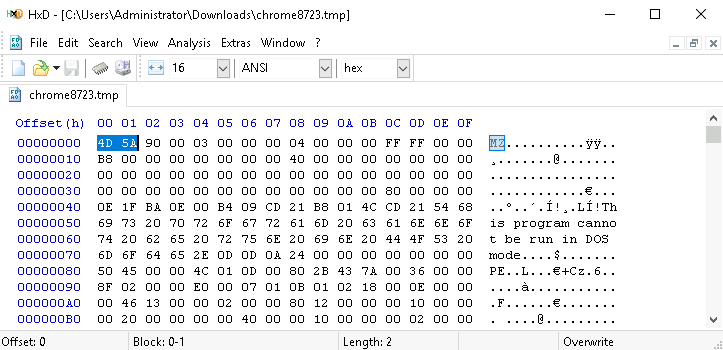 HxD - [C:\Users\Administrator\Downloads\chrome8723.tmp]
File Edit Search View Analysis Extras Window ?
16 ANSI hex
chrome8723.tmp
Offset(h) 00 01 02 03 04 05 06 07 08 09 0A 0B 0C 0D 0E 0F
00000000 4D 5A 90 00 03 00 00 00 04 00 00 00 FF FF 00 00 MZ..........ÿÿ..
00000010 B8 00 00 00 00 00 00 00 40 00 00 00 00 00 00 00 ¸.......@.......
00000020 00 00 00 00 00 00 00 00 00 00 00 00 00 00 00 00 ................
00000030 00 00 00 00 00 00 00 00 00 00 00 00 80 00 00 00 ............€...
00000040 0E 1F BA 0E 00 B4 09 CD 21 B8 01 4C CD 21 54 68 ..º..´.Í!¸.LÍ!Th
00000050 69 73 20 70 72 6F 67 72 61 6D 20 63 61 6E 6E 6F is program canno
00000060 74 20 62 65 20 72 75 6E 20 69 6E 20 44 4F 53 20 t be run in DOS
00000070 6D 6F 64 65 2E 0D 0D 0A 24 00 00 00 00 00 00 00 mode....$.......
00000080 50 45 00 00 4C 01 0D 00 80 2B 43 7A 00 36 00 00 PE..L...€+Cz.6..
00000090 8F 02 00 00 E0 00 07 01 0B 01 02 18 00 0E 00 00 ....à...........
000000A0 00 46 13 00 00 02 00 00 80 12 00 00 00 10 00 00 .F......€.......
000000B0 00 20 00 00 00 00 40 00 00 10 00 00 00 02 00 00 . ....@.........
Offset: 0 Block: 0-1 Length: 2 Overwrite